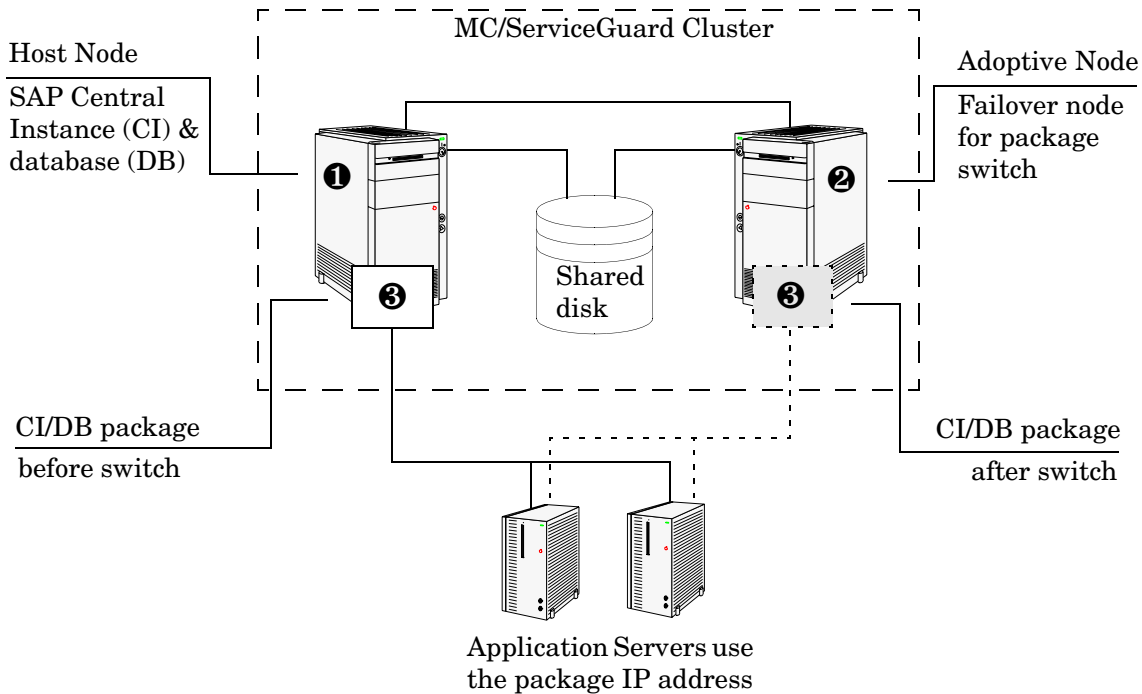 MC/ServiceGuard Cluster
Host Node
SAP Central
Instance (CI) &
database (DB)
Adoptive Node
Failover node
for package
switch
❶
❷
Shared
disk
❸
❸
CI/DB package
before switch
CI/DB package
after switch
Application Servers use
the package IP address